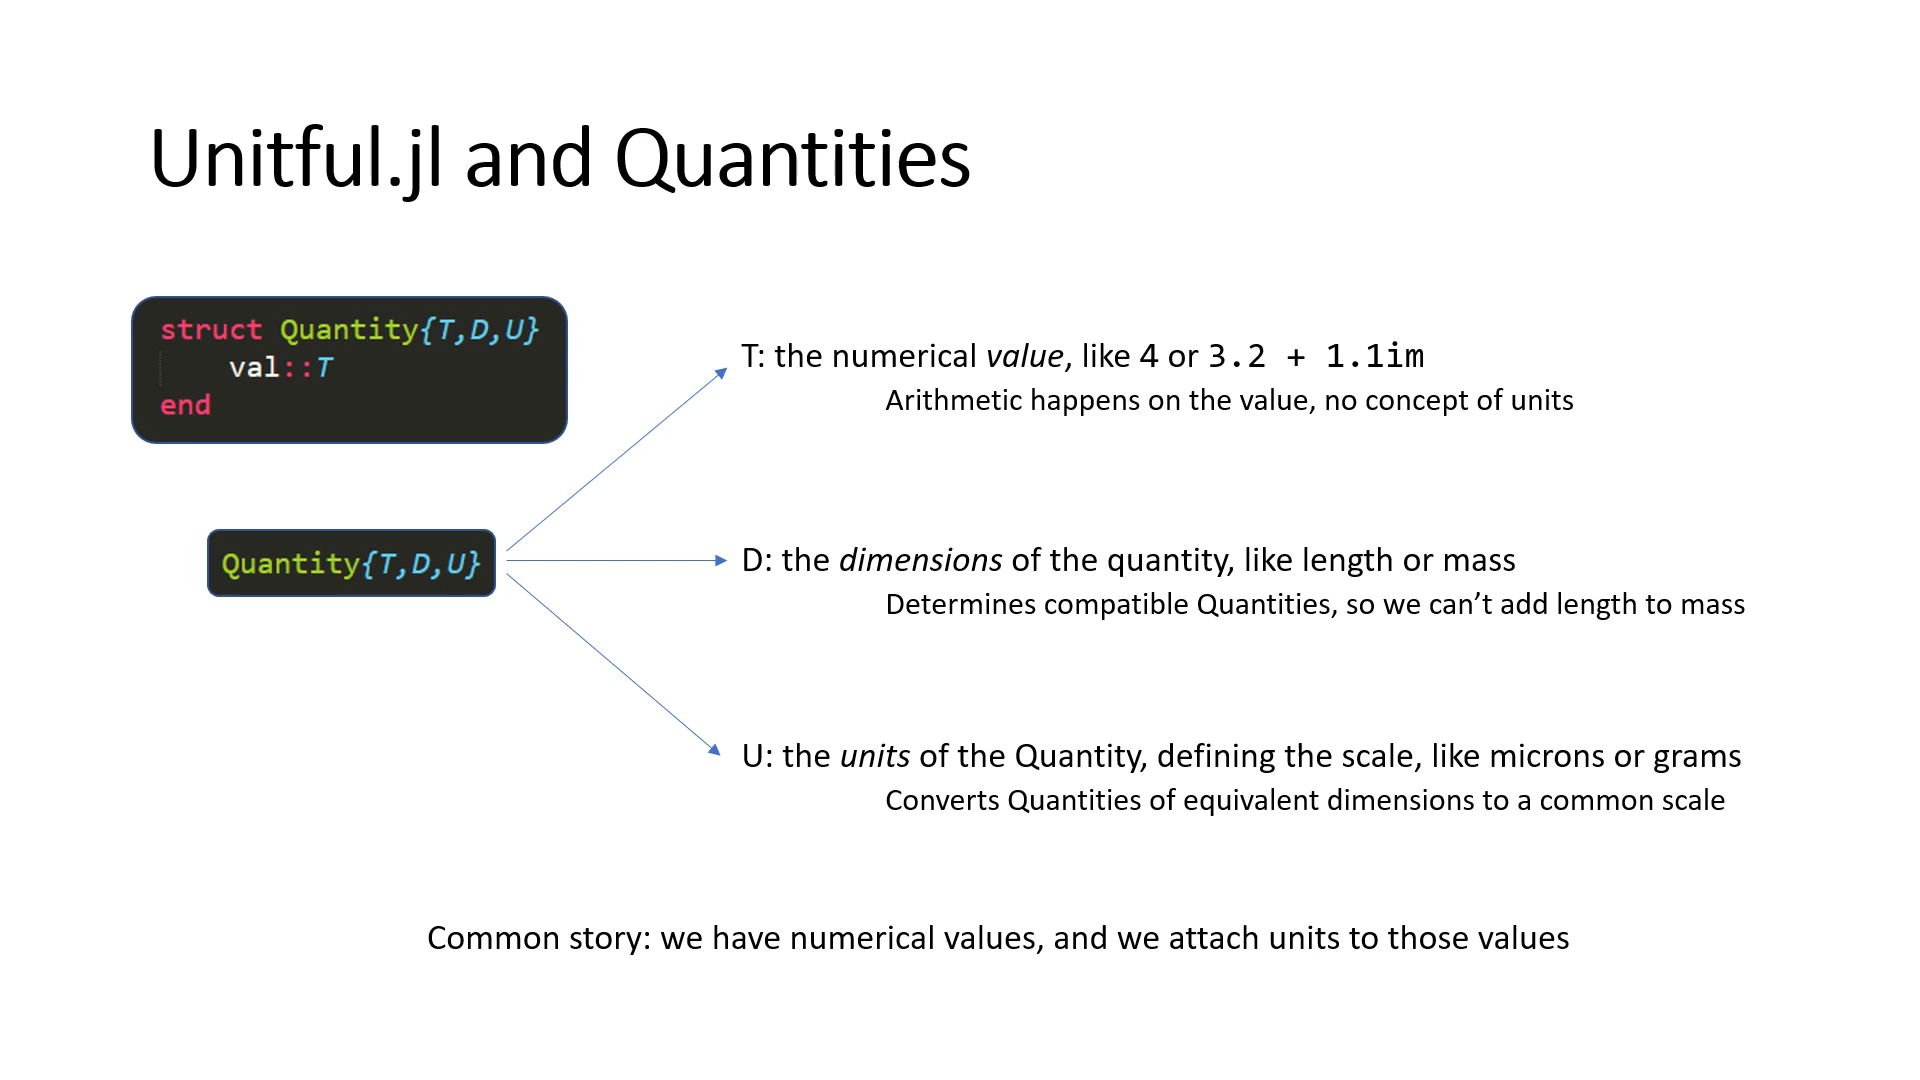 Unitful.jl and Quantities
struct Quantity{T,D,U}
val::T
end
Quantity{T,D,U}
T: the numerical value, like 4 or 3.2 + 1.1im
Arithmetic happens on the value, no concept of units
D: the dimensions of the quantity, like length or mass
Determines compatible Quantities, so we can’t add length to mass
U: the units of the Quantity, defining the scale, like microns or grams
Converts Quantities of equivalent dimensions to a common scale
Common story: we have numerical values, and we attach units to those values